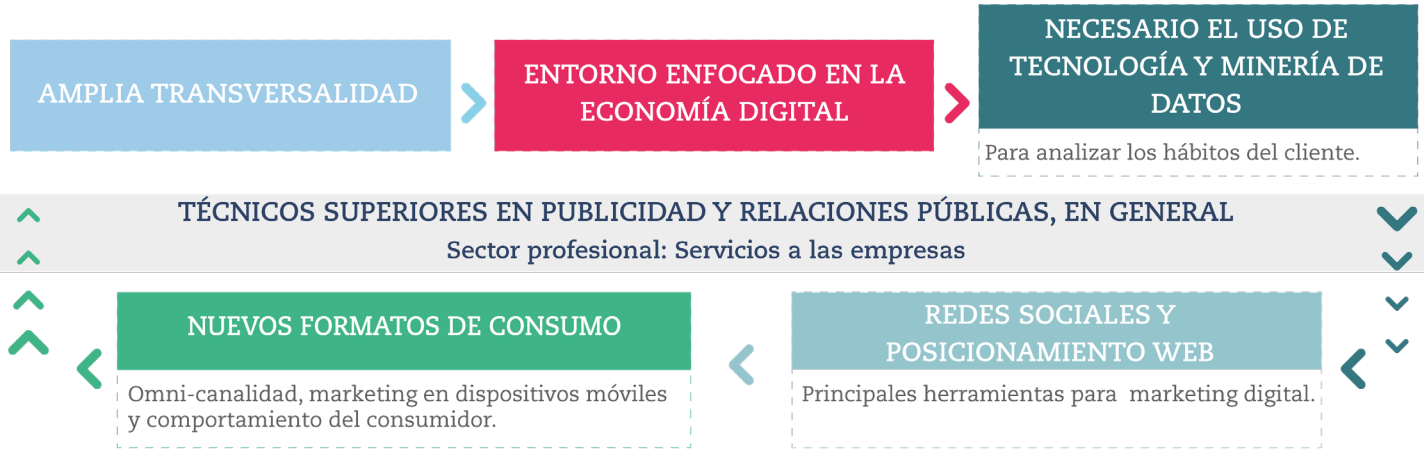 AMPLIA TRANSVERSALIDAD
ENTORNO ENFOCADO EN LA
ECONOMÍA DIGITAL
NECESARIO EL USO DE
TECNOLOGÍA Y MINERÍA DE
DATOS
Para analizar los hábitos del cliente.
TÉCNICOS SUPERIORES EN PUBLICIDAD Y RELACIONES PÚBLICAS, EN GENERAL
Sector profesional: Servicios a las empresas
NUEVOS FORMATOS DE CONSUMO
Omni-canalidad, marketing en dispositivos móviles
y comportamiento del consumidor.
REDES SOCIALES Y
POSICIONAMIENTO WEB
Principales herramientas para  marketing digital.